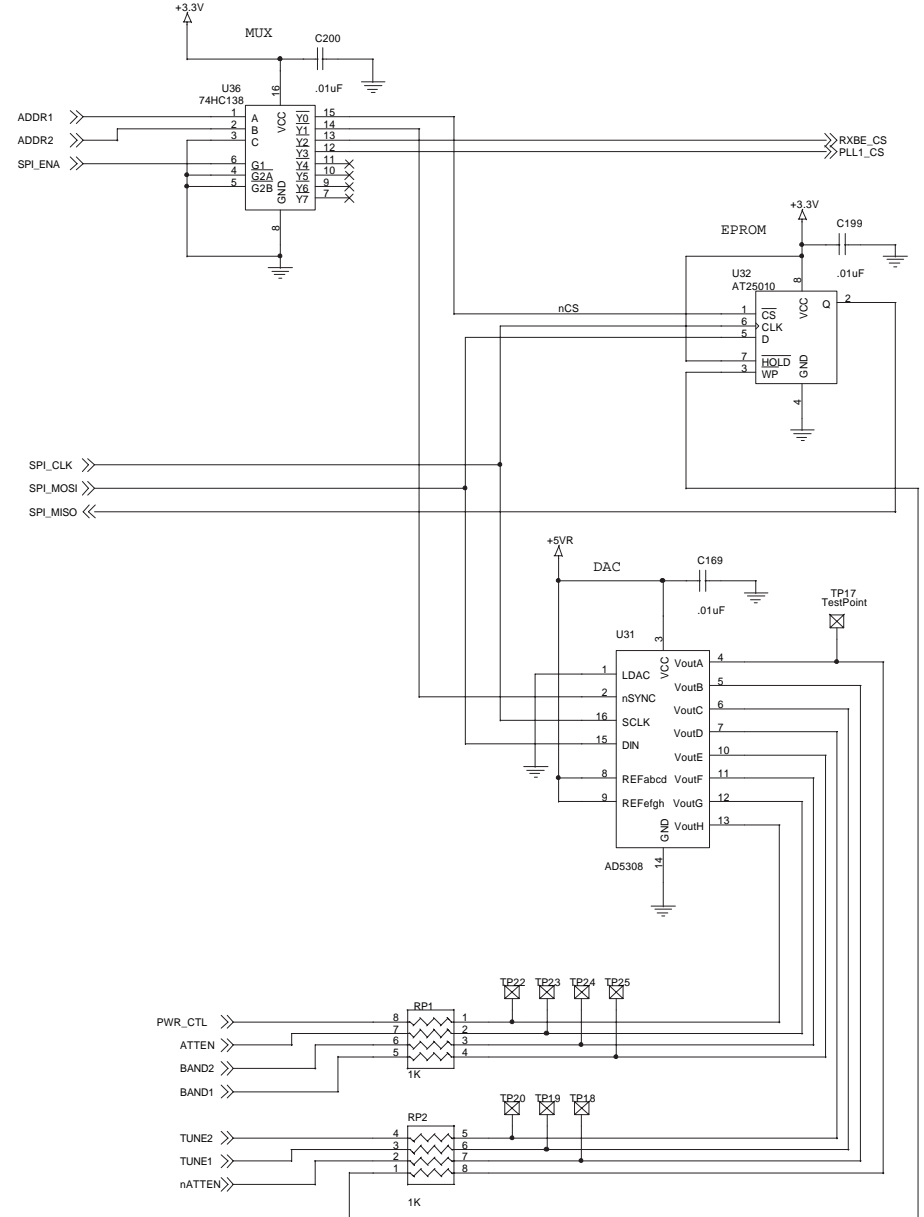 +3.3V
MUX
C200
.01uF
U36
74HC138
16
VCC
ADDR1
1
A
Y0
15
ADDR2
2
B
Y1
14
3
C
Y2
13
RXBE_CS
Y3
12
PLL1_CS
SPI_ENA
6
G1
Y4
11
4
G2A
Y5
10
5
G2B
Y6
9
Y7
7
GND
8
+3.3V
EPROM
C199
.01uF
U32
AT25010
8
VCC
Q
2
nCS
1
CS
6
CLK
5
D
7
HOLD
3
WP
GND
4
SPI_CLK
SPI_MOSI
SPI_MISO
+5VR
DAC
C169
.01uF
TP17
TestPoint
U31
3
VCC
VoutA
4
1
LDAC
VoutB
5
2
nSYNC
VoutC
6
16
SCLK
VoutD
7
15
DIN
VoutE
10
8
REFabcd
VoutF
11
9
REFefgh
VoutG
12
VoutH
13
GND
14
AD5308
TP22
TP23
TP24
TP25
RP1
PWR_CTL
8
1
ATTEN
7
2
BAND2
6
3
BAND1
5
4
1K
TP20
TP19
TP18
RP2
TUNE2
4
5
TUNE1
3
6
nATTEN
2
7
1
8
1K